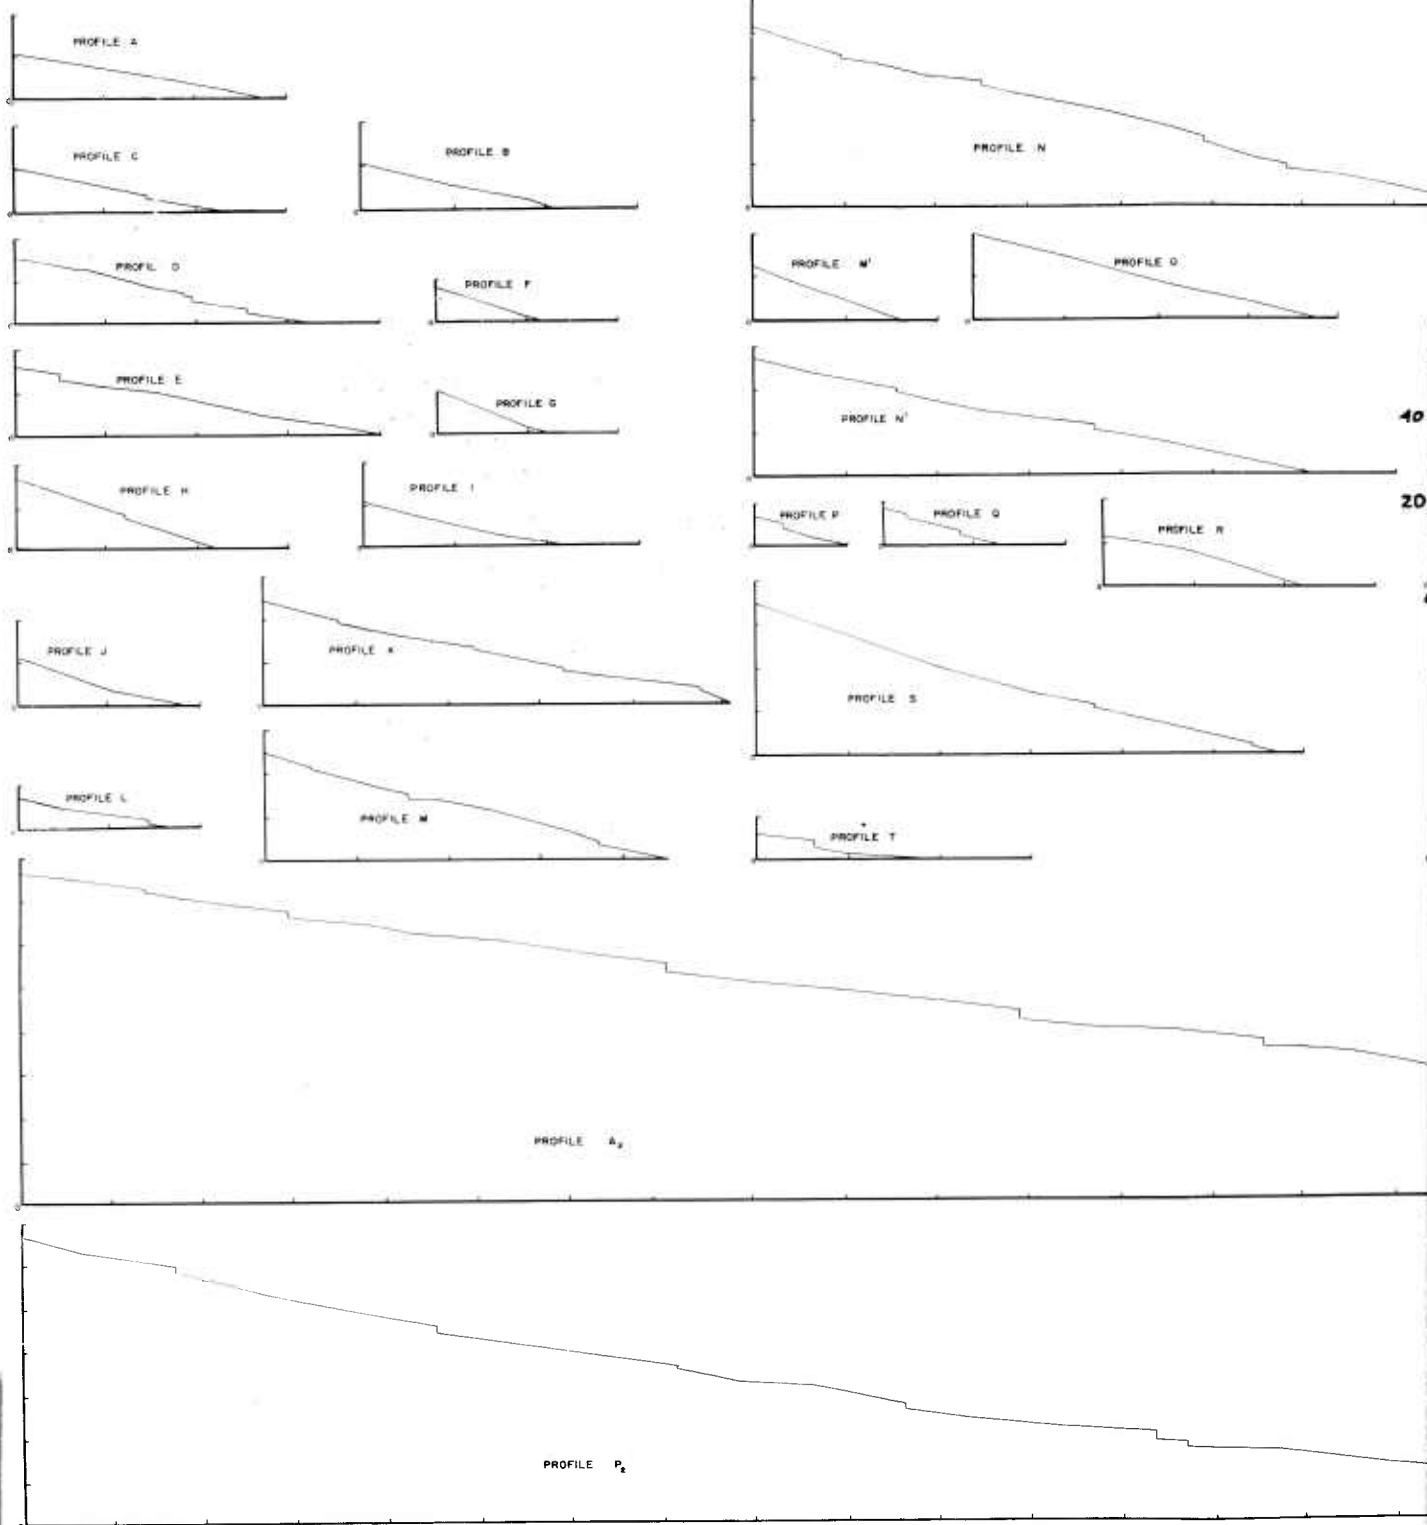 PROFILE A
PROFILE N
PROFILE C
PROFILE B
PROFIL D
PROFILE F
PROFILE M'
PROFILE O
PROFILE E
PROFILE G
PROFILE N'
40
PROFILE H
PROFILE I
PROFILE P
PROFILE Q
20
PROFILE R
PROFILE J
PROFILE K
PROFILE S
PROFILE L
PROFILE M
PROFILE T
PROFILE A₂
PROFILE P₂